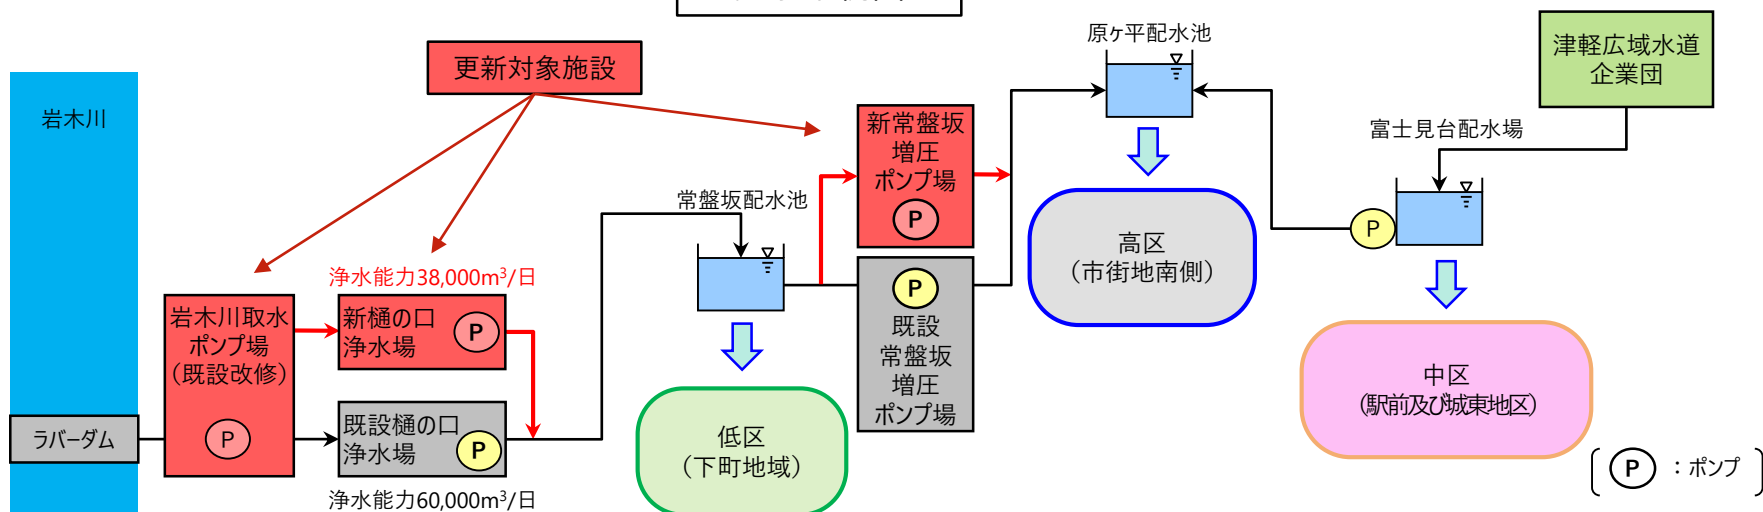 更新対象施設
岩木川
ラバーダム
岩木川取水
ポンプ場
（既設改修）
P
浄水能力38,000m³/日
新樋の口
浄水場
P
既設樋の口
浄水場
P
浄水能力60,000m³/日
常盤坂配水池
低区
（下町地域）
新常盤坂
増圧
ポンプ場
P
P
既設
常盤坂
増圧
ポンプ場
原ヶ平配水池
高区
（市街地南側）
津軽広域水道
企業団
富士見台配水場
P
中区
（駅前及び城東地区）
P ：ポンプ